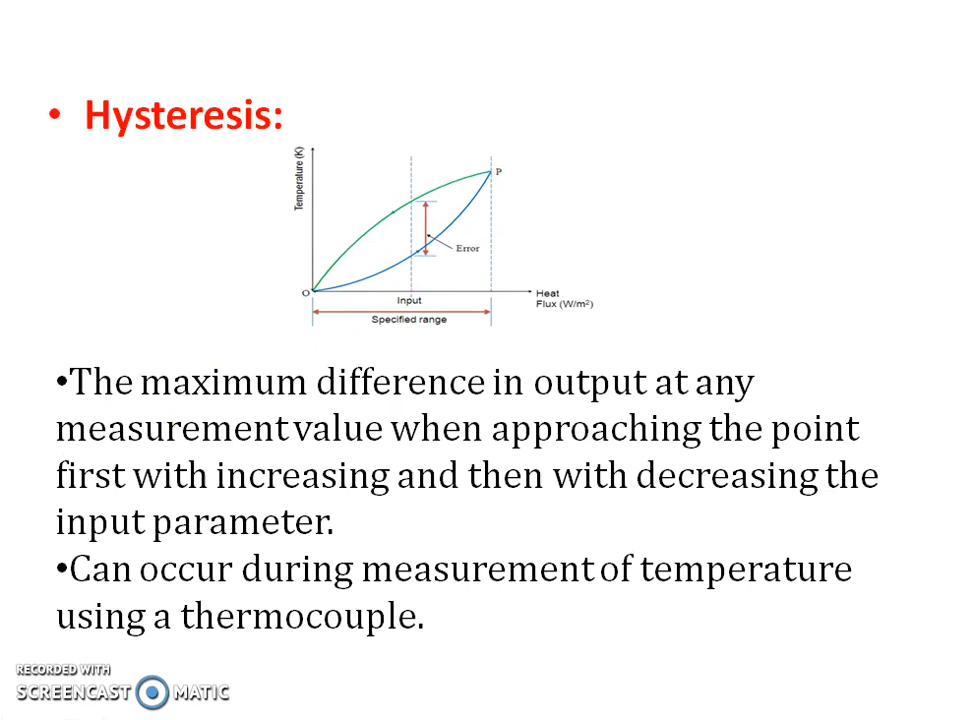 • Hysteresis:
Temperature (K)
P
Error
O
Heat
Flux (W/m²)
Input
Specified range
•The maximum difference in output at any
measurement value when approaching the point
first with increasing and then with decreasing the
input parameter.
•Can occur during measurement of temperature
using a thermocouple.
RECORDED WITH
SCREENCAST MATIC